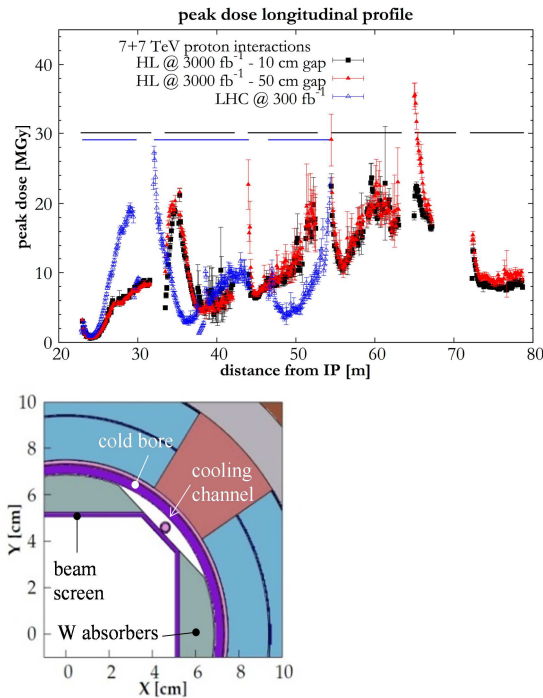 peak dose longitudinal profile
7+7 TeV proton interactions
HL @ 3000 fb⁻¹ - 10 cm gap
HL @ 3000 fb⁻¹ - 50 cm gap
LHC @ 300 fb⁻¹
peak dose [MGy]
40
30
20
10
0
20 30 40 50 60 70 80
distance from IP [m]
10
8
6
4
2
0
Y [cm]
cold bore
cooling
channel
beam
screen
W absorbers
0 2 4 6 8 10
X [cm]